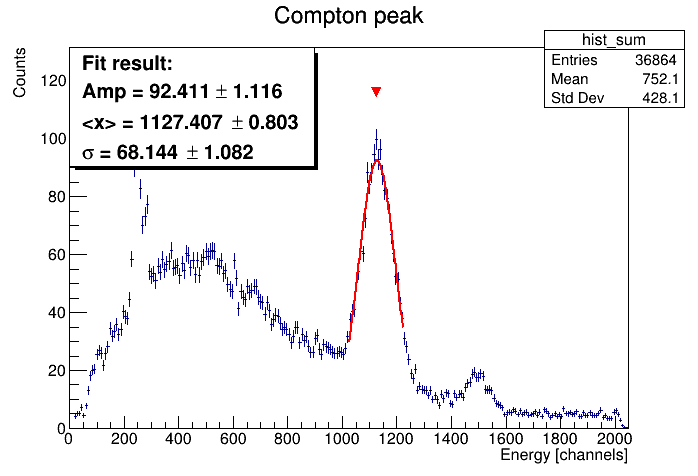 Compton peak
hist_sum
Entries 36864
Mean 752.1
Std Dev 428.1
Fit result:
Amp = 92.411 ± 1.116
<x> = 1127.407 ± 0.803
σ = 68.144 ± 1.082
Counts
120
100
80
60
40
20
0
0 200 400 600 800 1000 1200 1400 1600 1800 2000
Energy [channels]